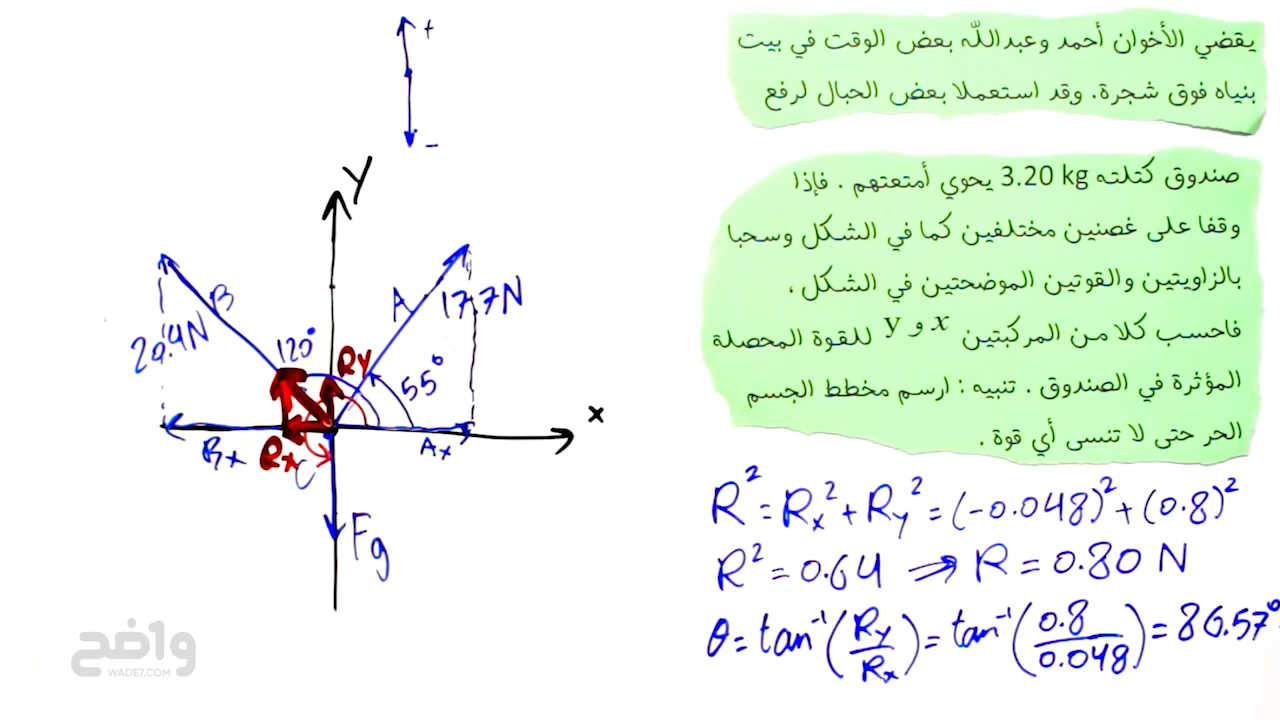 يقضي الأخوان أحمد وعبدالله بعض الوقت في بيت
بنياه فوق شجرة. وقد استعملا بعض الحبال لرفع
صندوق كتلته 3.20 kg يحوي أمتعتهم . فإذا
وقفا على غصنين مختلفين كما في الشكل وسحبا
بالزاويتين والقوتين الموضحتين في الشكل ،
فاحسب كلا من المركبتين x و y للقوة المحصلة
المؤثرة في الصندوق . تنبيه : ارسم مخطط الجسم
الحر حتى لا تنسى أي قوة .
R² = Rx² + Ry² = (-0.048)² + (0.8)²
R² = 0.64 ⇒ R = 0.80 N
θ = tan⁻¹(Ry/Rx) = tan⁻¹(0.8/0.048) = 86.57°
+
-
y
B
A
17.7N
20.4N
120°
Ry
55°
x
Bx
Rx
Ax
Fg
واضح
WADE7.COM